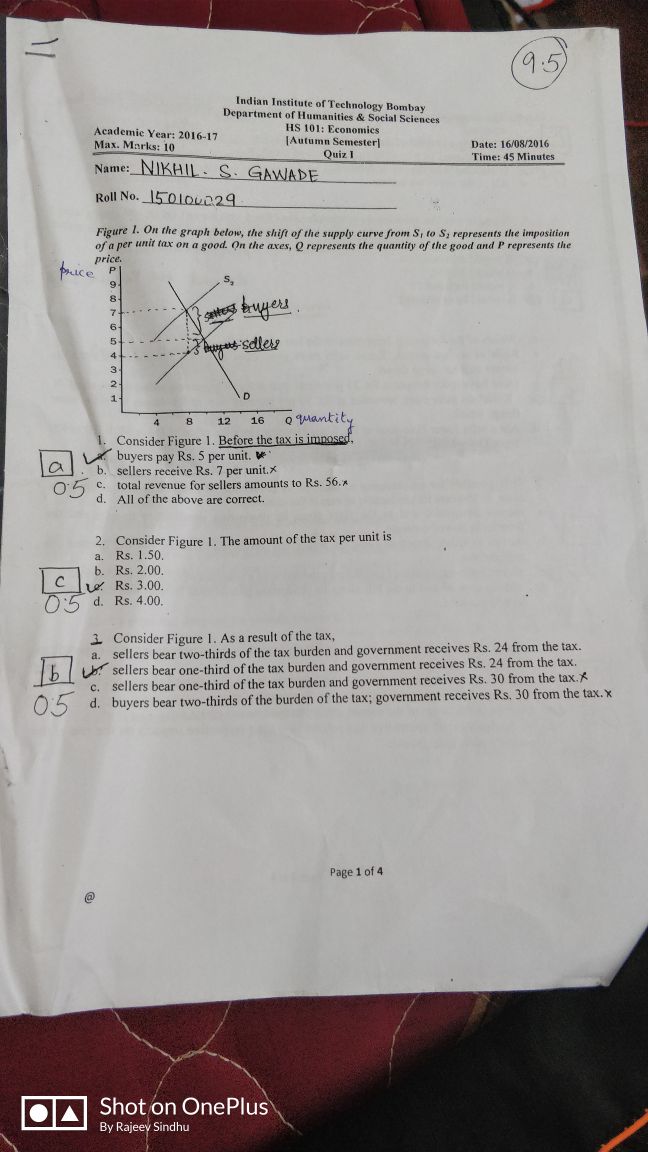 9.5
Indian Institute of Technology Bombay
Department of Humanities & Social Sciences
HS 101: Economics
Academic Year: 2016-17 [Autumn Semester] Date: 16/08/2016
Max. Marks: 10 Quiz I Time: 45 Minutes
Name: NIKHIL. S. GAWADE
Roll No.
Figure 1. On the graph below, the shift of the supply curve from S₁ to S₂ represents the imposition
of a per unit tax on a good. On the axes, Q represents the quantity of the good and P represents the
price.
price P
9
S₂
8
7
buyers
6
5
sellers
4
3
2
1
D
4 8 12 16 Q quantity
1. Consider Figure 1. Before the tax is imposed,
a. buyers pay Rs. 5 per unit.
a
b. sellers receive Rs. 7 per unit.x
0.5
c. total revenue for sellers amounts to Rs. 56.x
d. All of the above are correct.
2. Consider Figure 1. The amount of the tax per unit is
a. Rs. 1.50.
b. Rs. 2.00.
c
c. Rs. 3.00.
0.5
d. Rs. 4.00.
3. Consider Figure 1. As a result of the tax,
a. sellers bear two-thirds of the tax burden and government receives Rs. 24 from the tax.
b
b. sellers bear one-third of the tax burden and government receives Rs. 24 from the tax.
c. sellers bear one-third of the tax burden and government receives Rs. 30 from the tax.x
0.5
d. buyers bear two-thirds of the burden of the tax; government receives Rs. 30 from the tax.x
Page 1 of 4
@
Shot on OnePlus
By Rajeev Sindhu